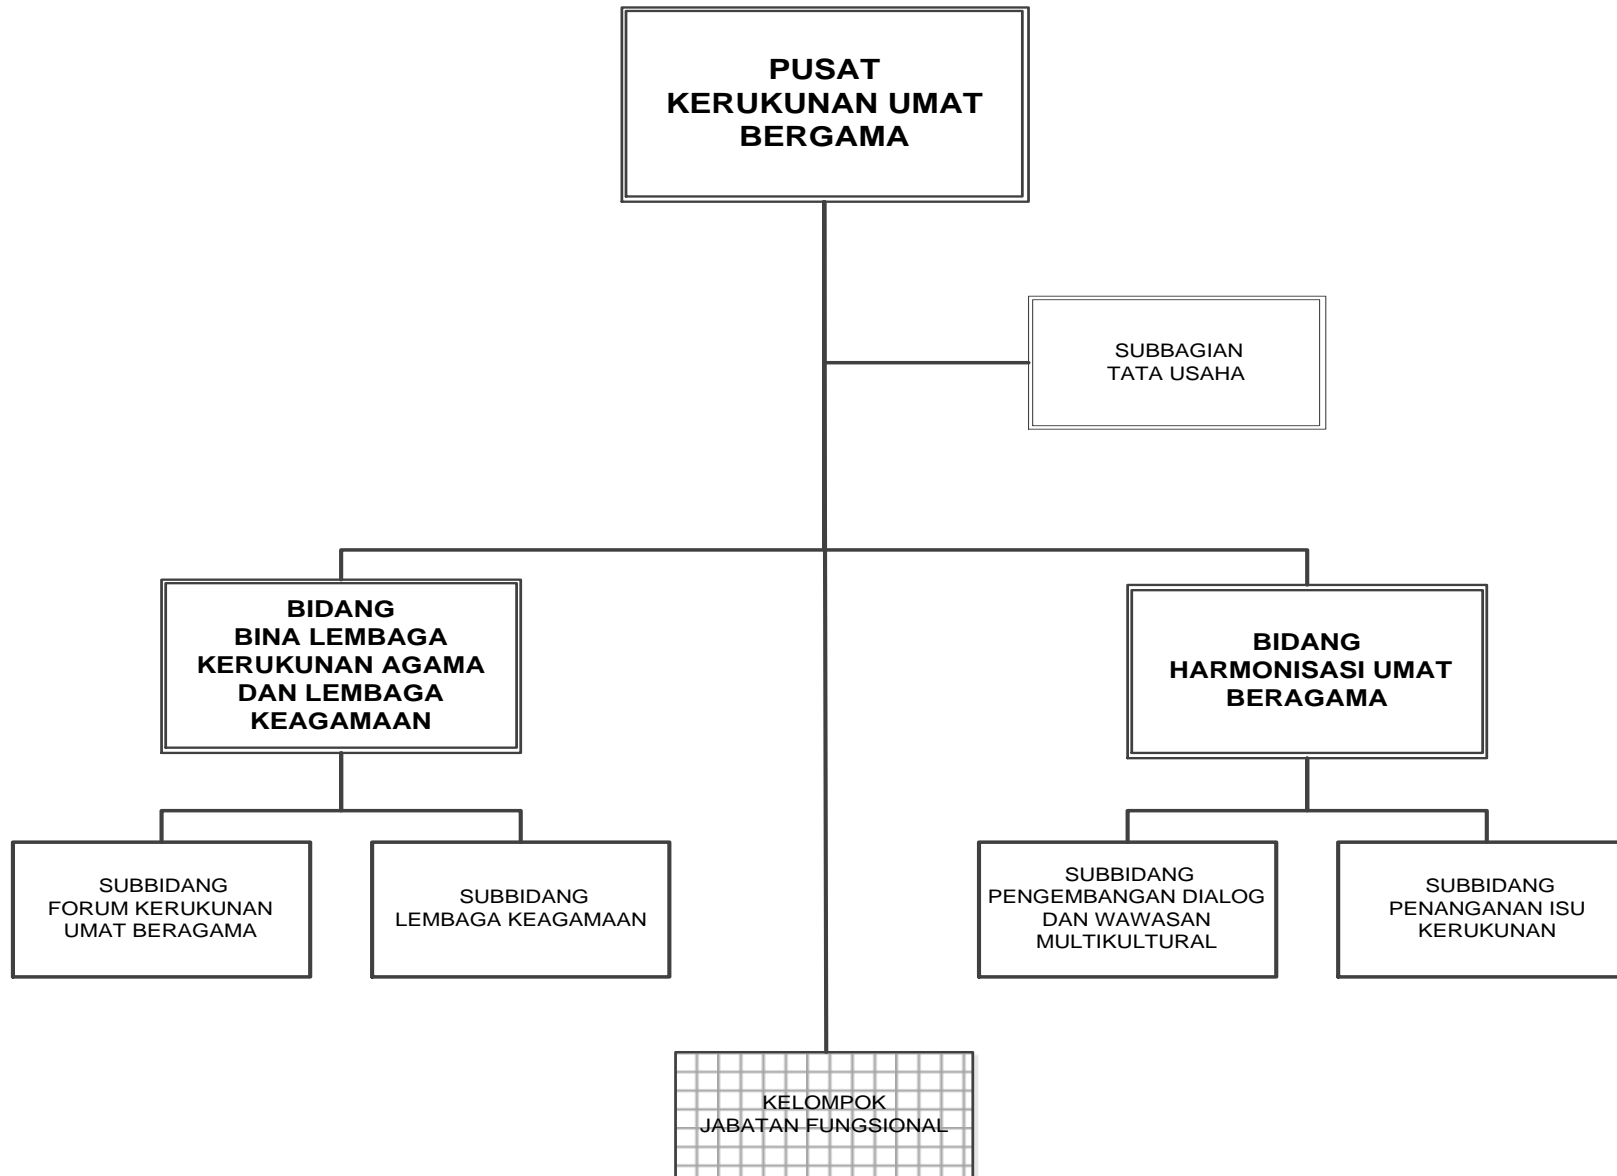 PUSAT
KERUKUNAN UMAT
BERGAMA
SUBBAGIAN
TATA USAHA
BIDANG
BINA LEMBAGA
KERUKUNAN AGAMA
DAN LEMBAGA
KEAGAMAAN
BIDANG
HARMONISASI UMAT
BERAGAMA
SUBBIDANG
FORUM KERUKUNAN
UMAT BERAGAMA
SUBBIDANG
LEMBAGA KEAGAMAAN
SUBBIDANG
PENGEMBANGAN DIALOG
DAN WAWASAN
MULTIKULTURAL
SUBBIDANG
PENANGANAN ISU
KERUKUNAN
KELOMPOK
JABATAN FUNGSIONAL